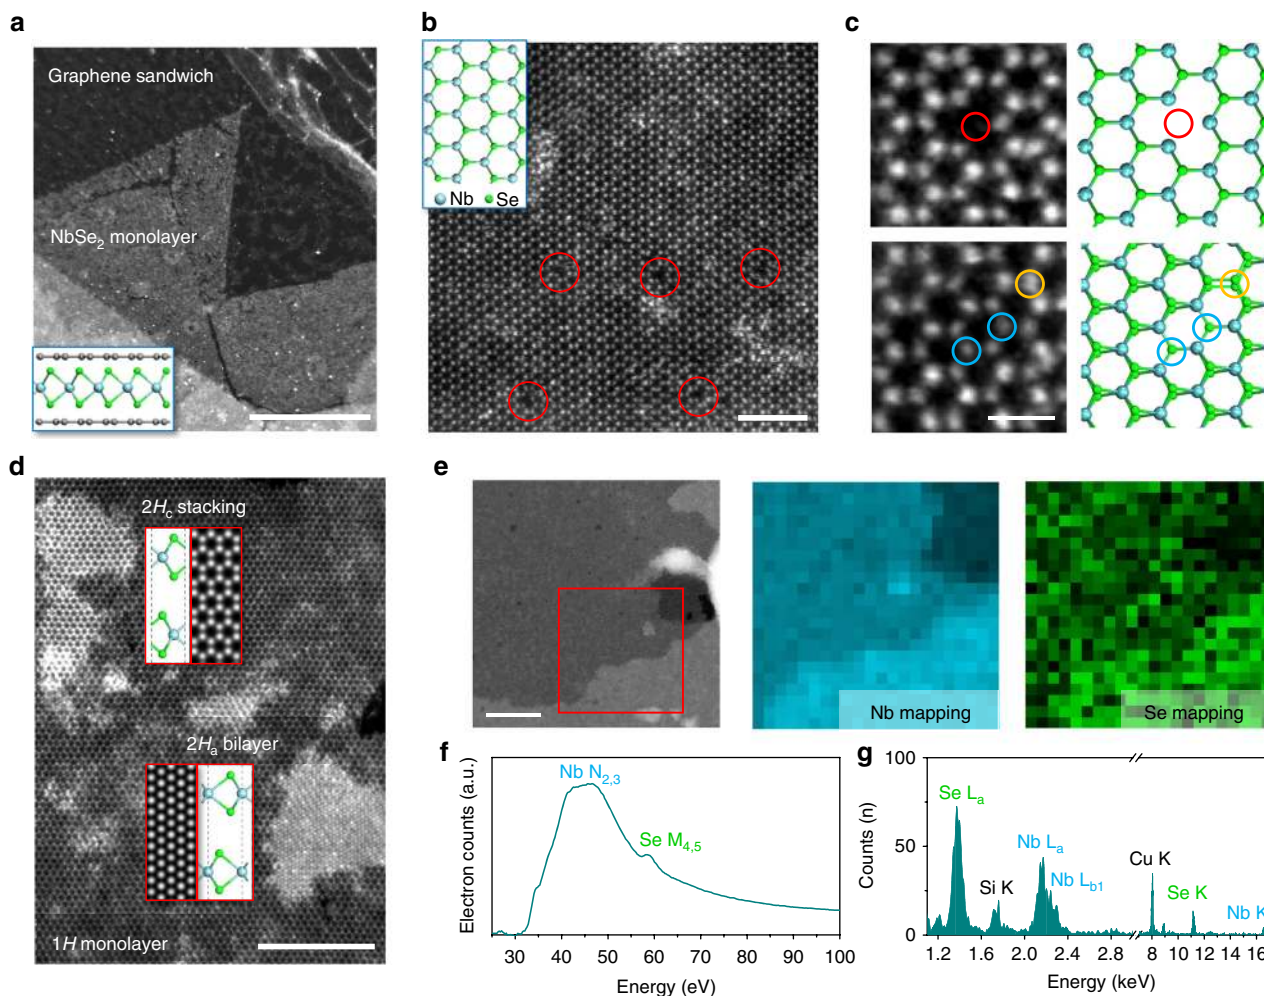 a
Graphene sandwich
NbSe2 monolayer
b
Nb Se
c
d
2Hc stacking
2Ha bilayer
1H monolayer
e
Nb mapping
Se mapping
f
Electron counts (a.u.)
Nb N2,3
Se M4,5
30 40 50 60 70 80 90 100
Energy (eV)
g
Counts (n)
100
50
0
Se La
Si K
Nb La
Nb Lb1
Cu K
Se K
Nb K
1.2 1.6 2.0 2.4 2.8 8 10 12 14 16
Energy (keV)